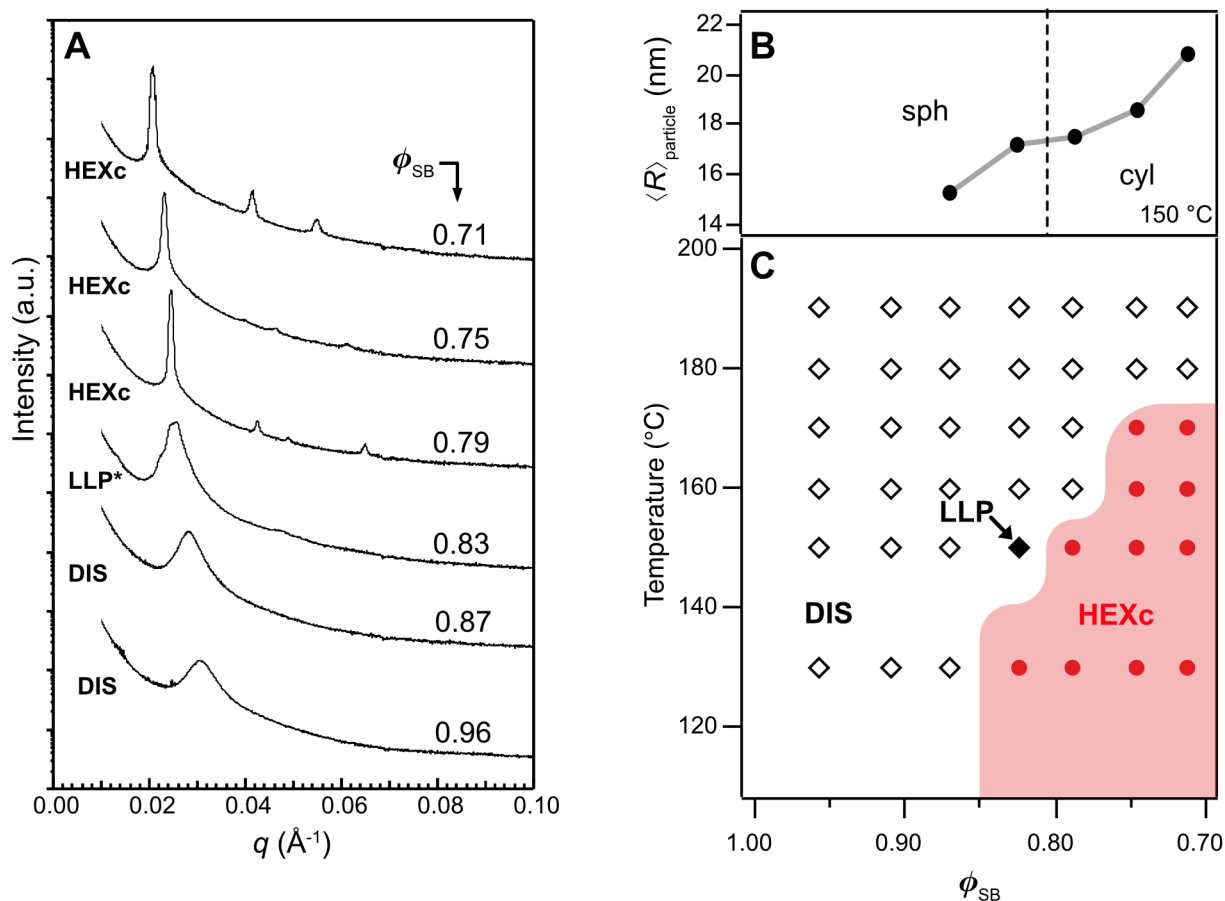 A
HEXc
ϕSB
0.71
HEXc
0.75
HEXc
0.79
LLP*
0.83
DIS
0.87
DIS
0.96
Intensity (a.u.)
0.00 0.02 0.04 0.06 0.08 0.10
q (Å-1)
B
22
20
18
16
14
⟨R⟩particle (nm)
sph
cyl
150 °C
C
200
180
160
140
120
Temperature (°C)
LLP
DIS
HEXc
1.00 0.90 0.80 0.70
ϕSB